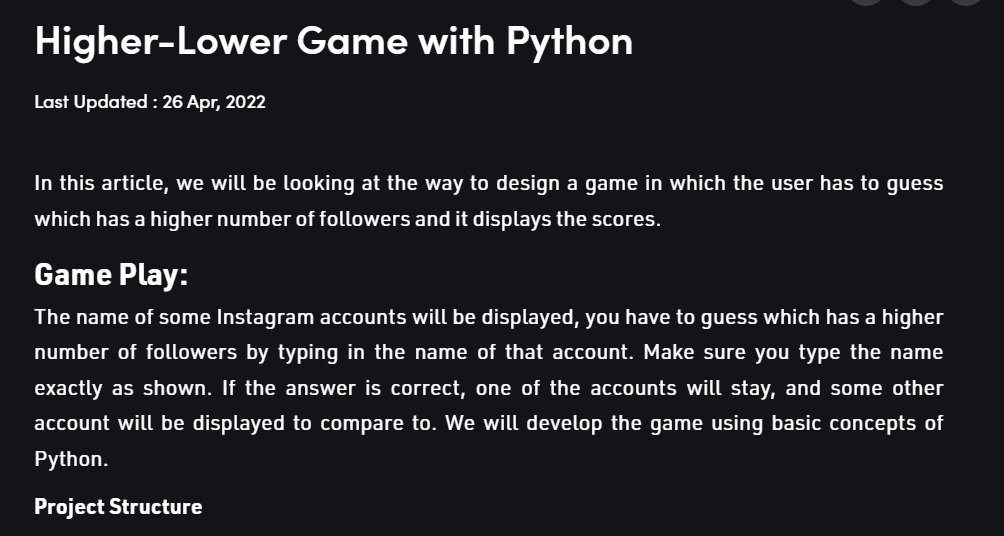 Higher-Lower Game with Python
Last Updated : 26 Apr, 2022
In this article, we will be looking at the way to design a game in which the user has to guess
which has a higher number of followers and it displays the scores.
Game Play:
The name of some Instagram accounts will be displayed, you have to guess which has a higher
number of followers by typing in the name of that account. Make sure you type the name
exactly as shown. If the answer is correct, one of the accounts will stay, and some other
account will be displayed to compare to. We will develop the game using basic concepts of
Python.
Project Structure